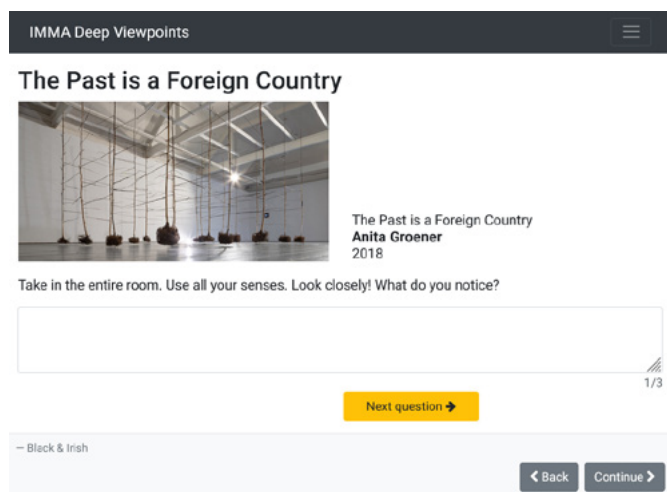 IMMA Deep Viewpoints
The Past is a Foreign Country
The Past is a Foreign Country
Anita Groener
2018
Take in the entire room. Use all your senses. Look closely! What do you notice?
1/3
Next question →
— Black & Irish
Back
Continue